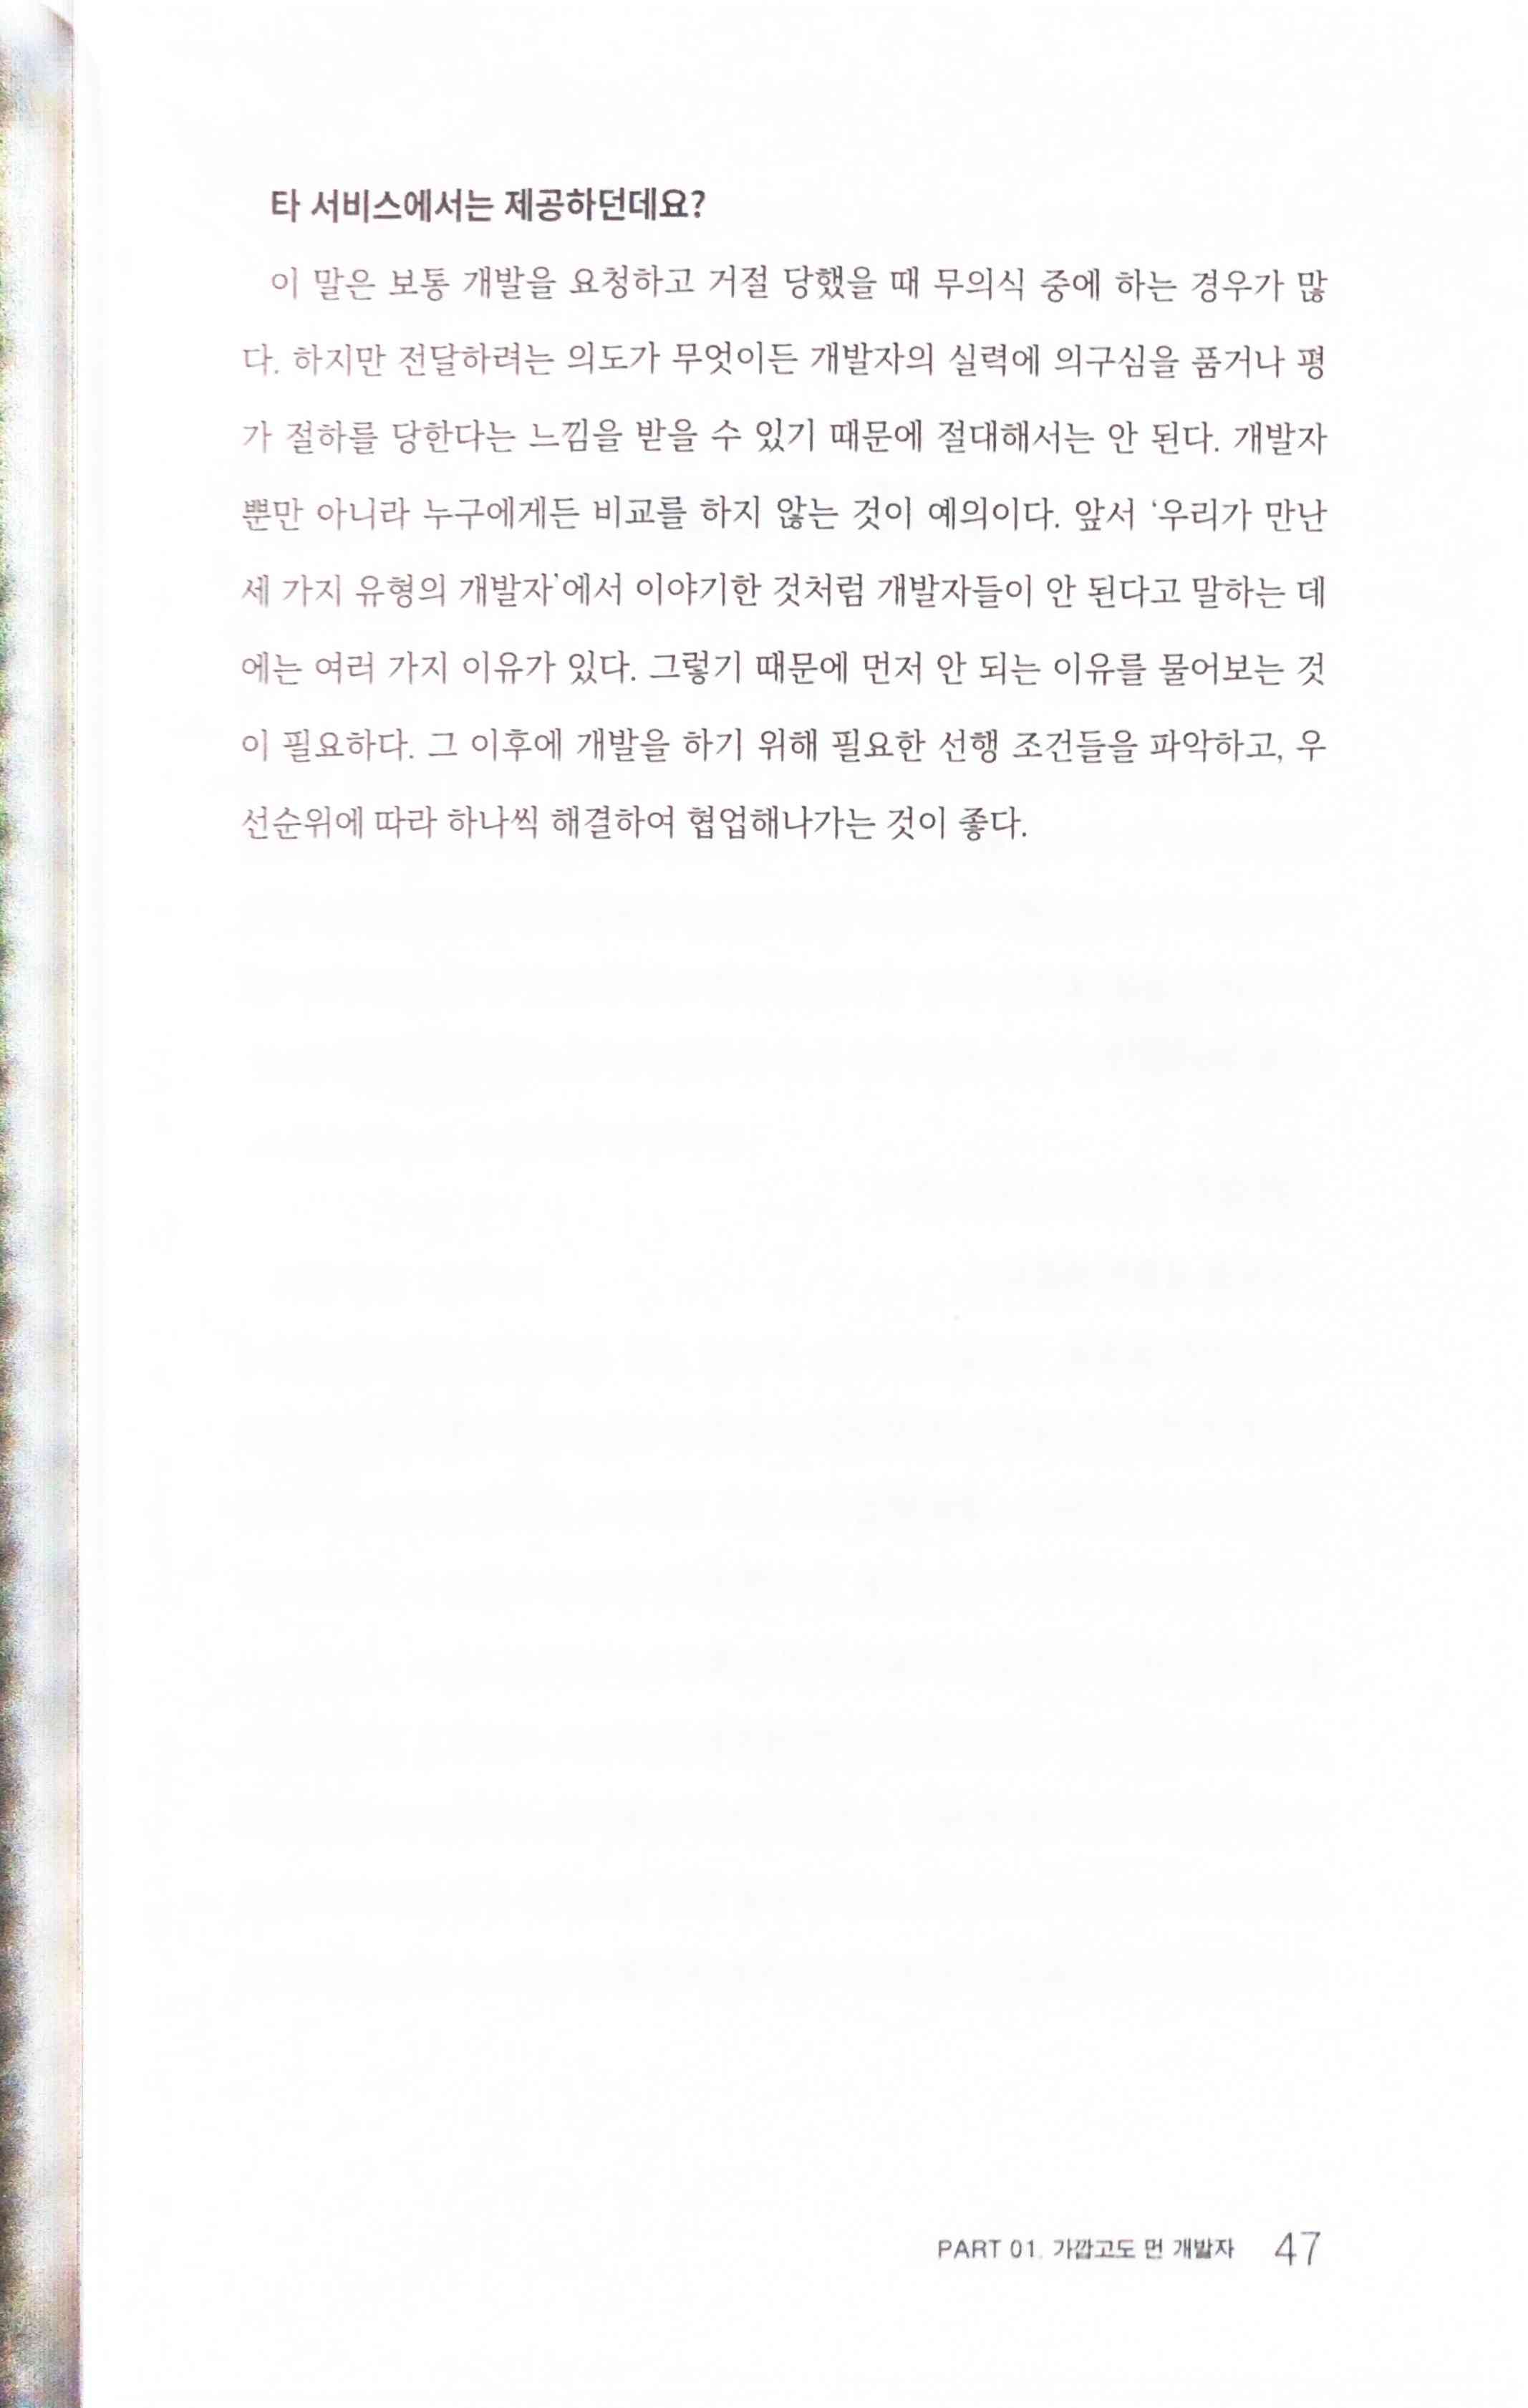 타 서비스에서는 제공하던데요?
이 말은 보통 개발을 요청하고 거절 당했을 때 무의식 중에 하는 경우가 많
다. 하지만 전달하려는 의도가 무엇이든 개발자의 실력에 의구심을 품거나 평
가 절하를 당한다는 느낌을 받을 수 있기 때문에 절대해서는 안 된다. 개발자
뿐만 아니라 누구에게든 비교를 하지 않는 것이 예의이다. 앞서 ‘우리가 만난
세 가지 유형의 개발자’에서 이야기한 것처럼 개발자들이 안 된다고 말하는 데
에는 여러 가지 이유가 있다. 그렇기 때문에 먼저 안 되는 이유를 물어보는 것
이 필요하다. 그 이후에 개발을 하기 위해 필요한 선행 조건들을 파악하고, 우
선순위에 따라 하나씩 해결하여 협업해나가는 것이 좋다.
PART 01. 가깝고도 먼 개발자 47